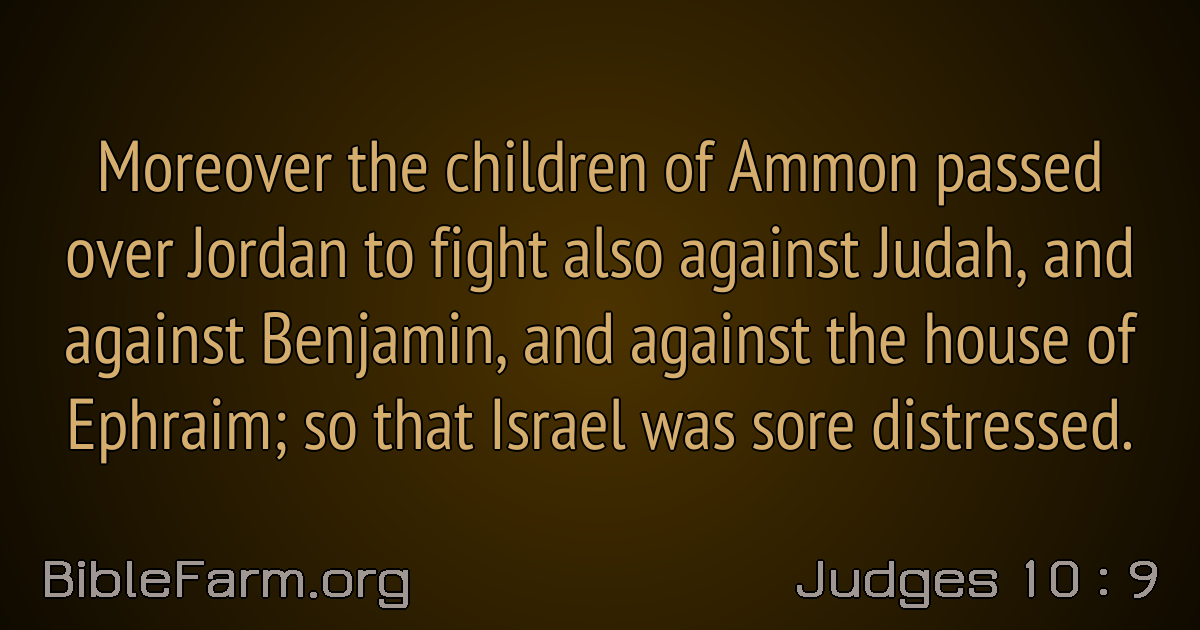 Moreover the children of Ammon passed
over Jordan to fight also against Judah, and
against Benjamin, and against the house of
Ephraim; so that Israel was sore distressed.
BibleFarm.org
Judges 10 : 9